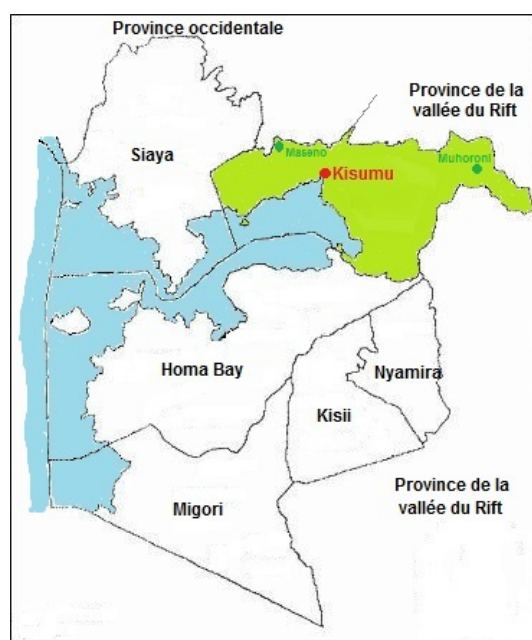 Province occidentale
Province de la
vallée du Rift
Siaya
Maseno
Muhoroni
Kisumu
Homa Bay
Nyamira
Kisii
Province de la
vallée du Rift
Migori